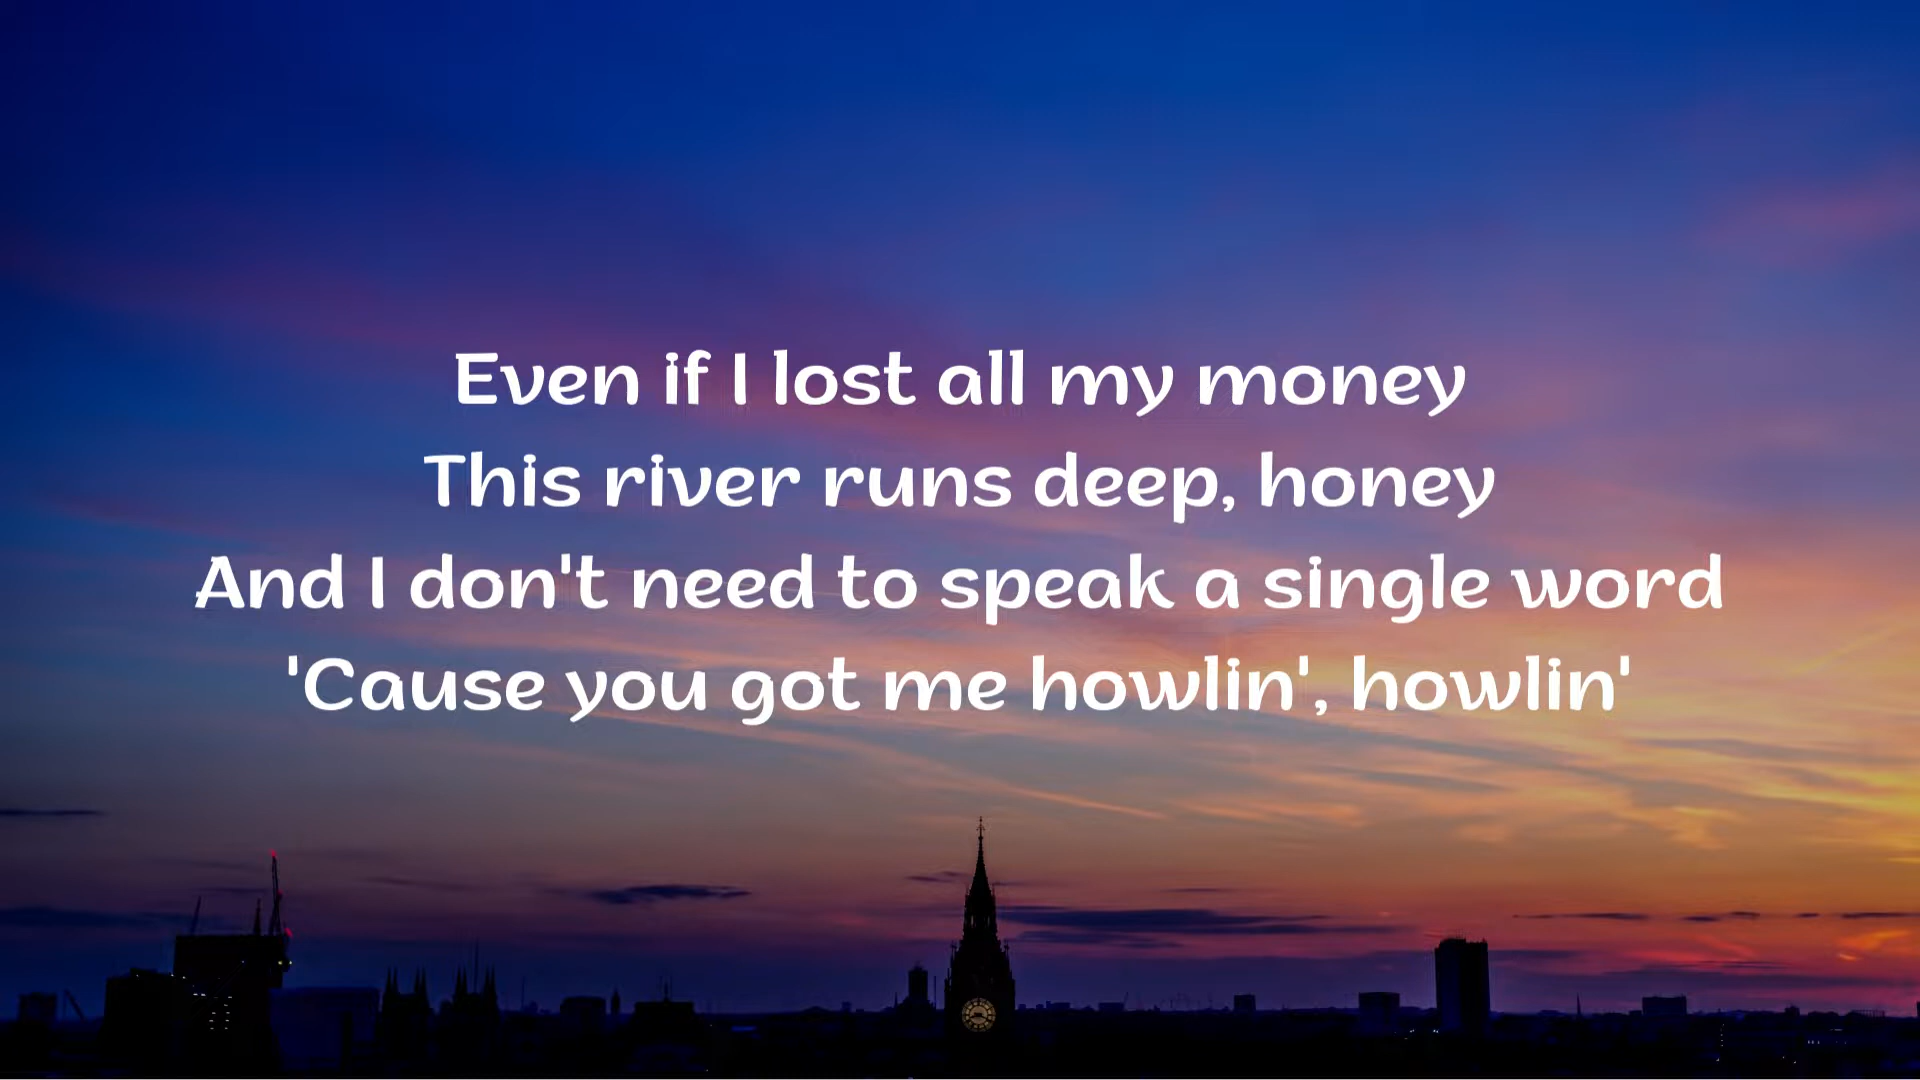 Even if I lost all my money
This river runs deep, honey
And I don't need to speak a single word
'Cause you got me howlin', howlin'